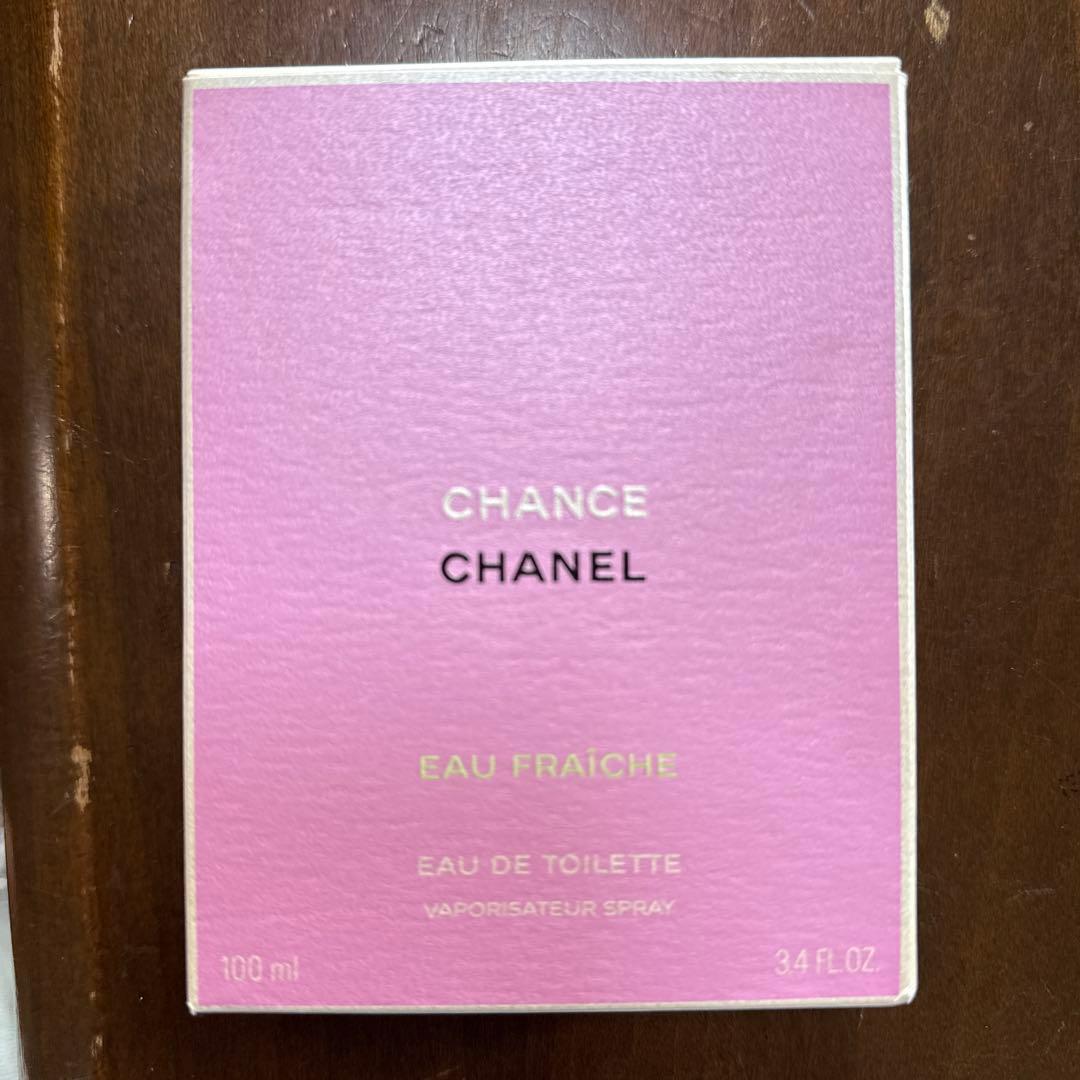 CHANCE
CHANEL
EAU FRAÎCHE
EAU DE TOILETTE
VAPORISATEUR SPRAY
100 ml
3.4 FL.OZ.